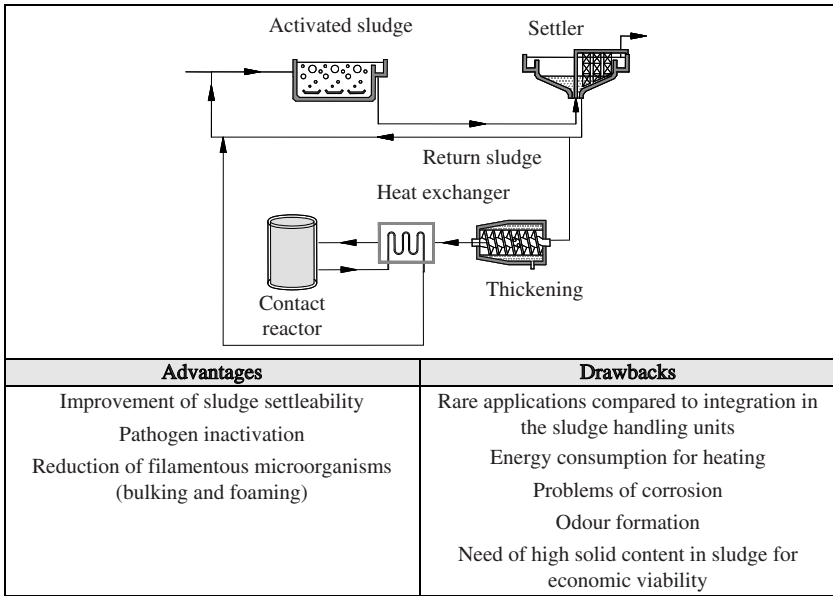 Activated sludge
Settler
Return sludge
Heat exchanger
Thickening
Contact
reactor
Advantages
Drawbacks
Improvement of sludge settleability
Pathogen inactivation
Reduction of filamentous microorganisms
(bulking and foaming)
Rare applications compared to integration in
the sludge handling units
Energy consumption for heating
Problems of corrosion
Odour formation
Need of high solid content in sludge for
economic viability